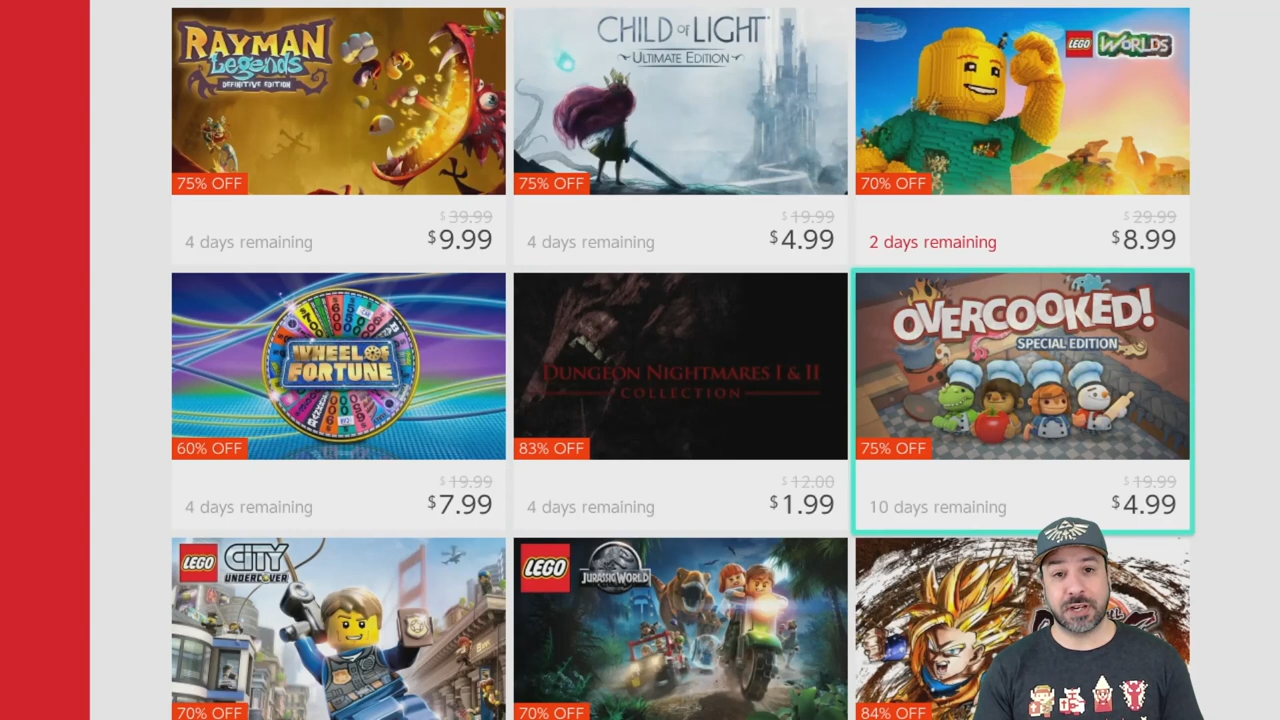 RAYMAN
Legends
DEFINITIVE EDITION
75% OFF
$39.99
4 days remaining
$9.99
CHILD of LIGHT
ULTIMATE EDITION
75% OFF
$19.99
4 days remaining
$4.99
LEGO WORLDS
70% OFF
$29.99
2 days remaining
$8.99
WHEEL OF
FORTUNE
60% OFF
$19.99
4 days remaining
$7.99
DUNGEON NIGHTMARES I & II
COLLECTION
83% OFF
$12.00
4 days remaining
$1.99
OVERCOOKED!
SPECIAL EDITION
75% OFF
$19.99
10 days remaining
$4.99
LEGO CITY
UNDERCOVER
70% OFF
LEGO JURASSIC WORLD
70% OFF
84% OFF